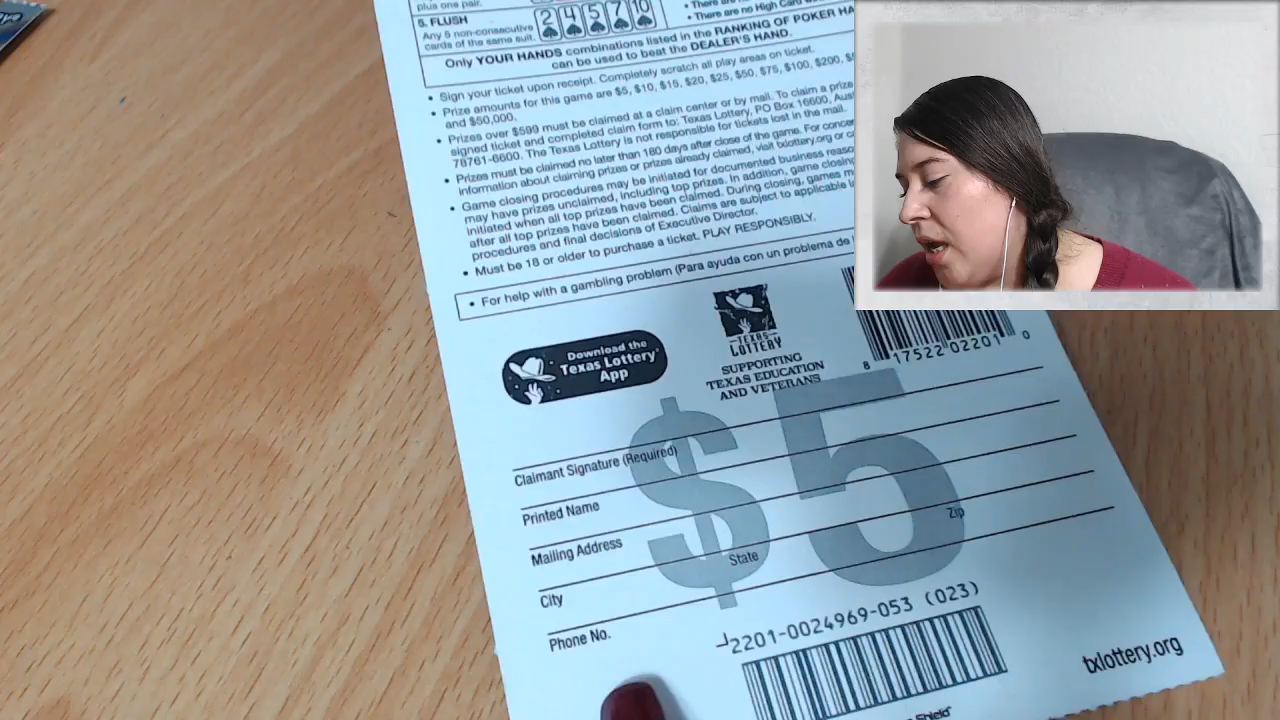 plus one pair.
5. FLUSH
Any 5 non-consecutive
cards of the same suit.
2 4 5 7 10
• There are no High Card
Only YOUR HANDS combinations listed in the RANKING OF POKER HA
can be used to beat the DEALER'S HAND.
• Sign your ticket upon receipt. Completely scratch all play areas on ticket.
• Prize amounts for this game are $5, $10, $15, $20, $25, $50, $75, $100, $200,
and $50,000.
• Prizes over $599 must be claimed at a claim center or by mail. To claim a prize
signed ticket and completed claim form to: Texas Lottery, PO Box 16600, Aus
78761-6600. The Texas Lottery is not responsible for tickets lost in the mail.
• Prizes must be claimed no later than 180 days after close of the game. For
information about claiming prizes or prizes already claimed, visit txlottery.org or
• Game closing procedures may be initiated for documented business
may have prizes unclaimed, including top prizes. In addition, game closing
initiated when all top prizes have been claimed. During closing, games
after all top prizes have been claimed. Claims are subject to applicable
procedures and final decisions of Executive Director.
• Must be 18 or older to purchase a ticket. PLAY RESPONSIBLY.
• For help with a gambling problem (Para ayuda con un problema de
Download the
Texas Lottery
App
TEXAS
LOTTERY
SUPPORTING
TEXAS EDUCATION
AND VETERANS
8 17522 02201 0
$5
Claimant Signature (Required)
Printed Name
Mailing Address
City State Zip
Phone No.
2201-0024969-053 (023)
txlottery.org
Shield